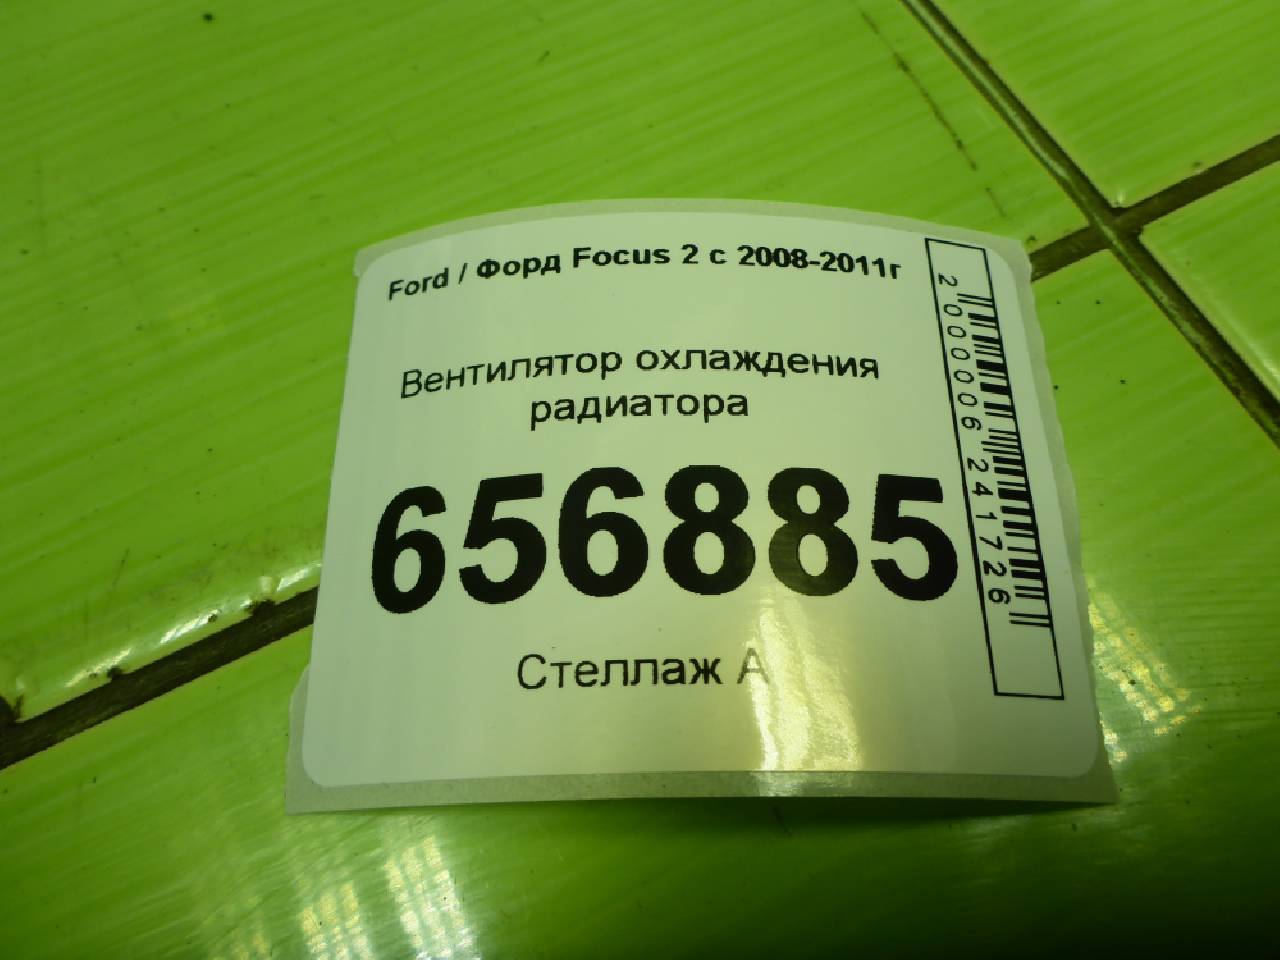 Ford / Форд Focus 2 с 2008-2011г
Вентилятор охлаждения
радиатора
656885
Стеллаж А
2000006241726